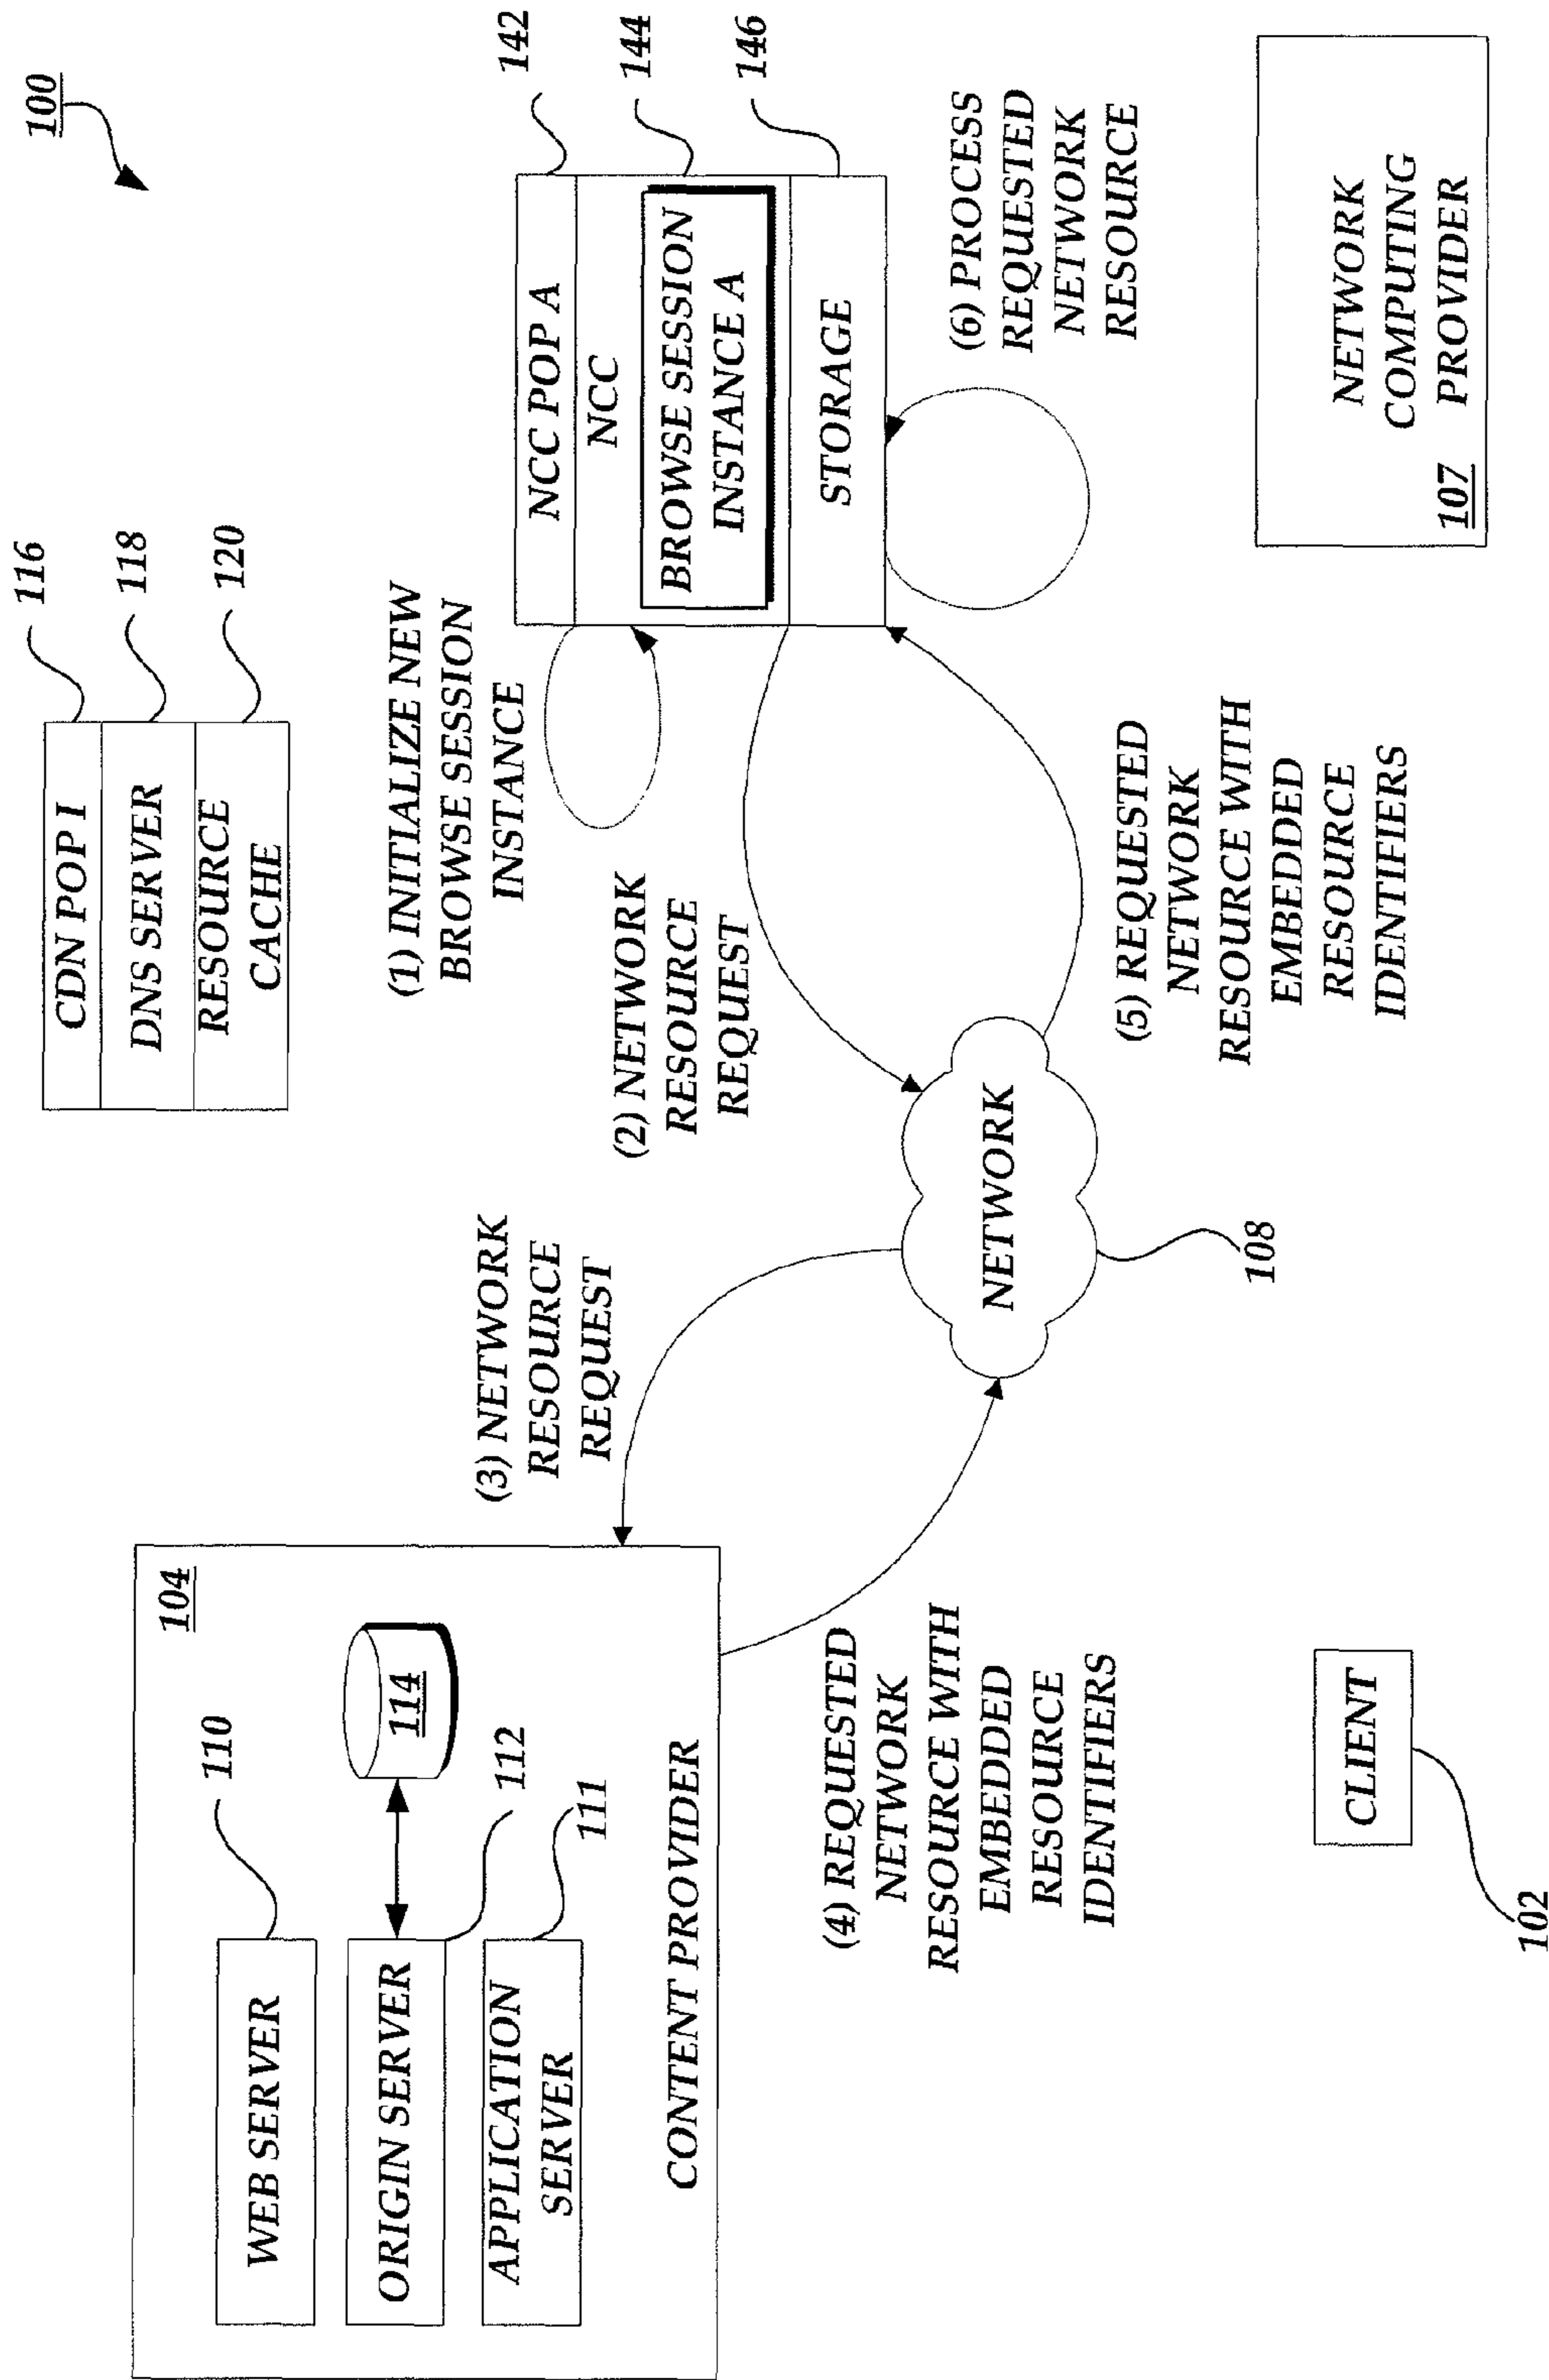 100
104
WEB SERVER
110
ORIGIN SERVER
112
114
APPLICATION
SERVER
111
CONTENT PROVIDER
CDN POP I
116
DNS SERVER
118
RESOURCE
CACHE
120
(1) INITIALIZE NEW
BROWSE SESSION
INSTANCE
NCC POP A
142
NCC
144
BROWSE SESSION
INSTANCE A
STORAGE
146
(2) NETWORK
RESOURCE
REQUEST
(3) NETWORK
RESOURCE
REQUEST
NETWORK
108
(4) REQUESTED
NETWORK
RESOURCE WITH
EMBEDDED
RESOURCE
IDENTIFIERS
(5) REQUESTED
NETWORK
RESOURCE WITH
EMBEDDED
RESOURCE
IDENTIFIERS
(6) PROCESS
REQUESTED
NETWORK
RESOURCE
CLIENT
102
NETWORK
COMPUTING
PROVIDER
107